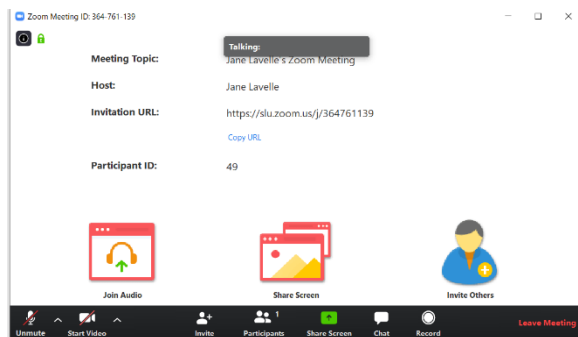 Zoom Meeting ID: 364-761-139
Talking:
Meeting Topic: Jane Lavelle's Zoom Meeting
Host: Jane Lavelle
Invitation URL: https://slu.zoom.us/j/364761139
Copy URL
Participant ID: 49
Join Audio Share Screen Invite Others
Unmute Start Video Invite Participants 1 Share Screen Chat Record Leave Meeting